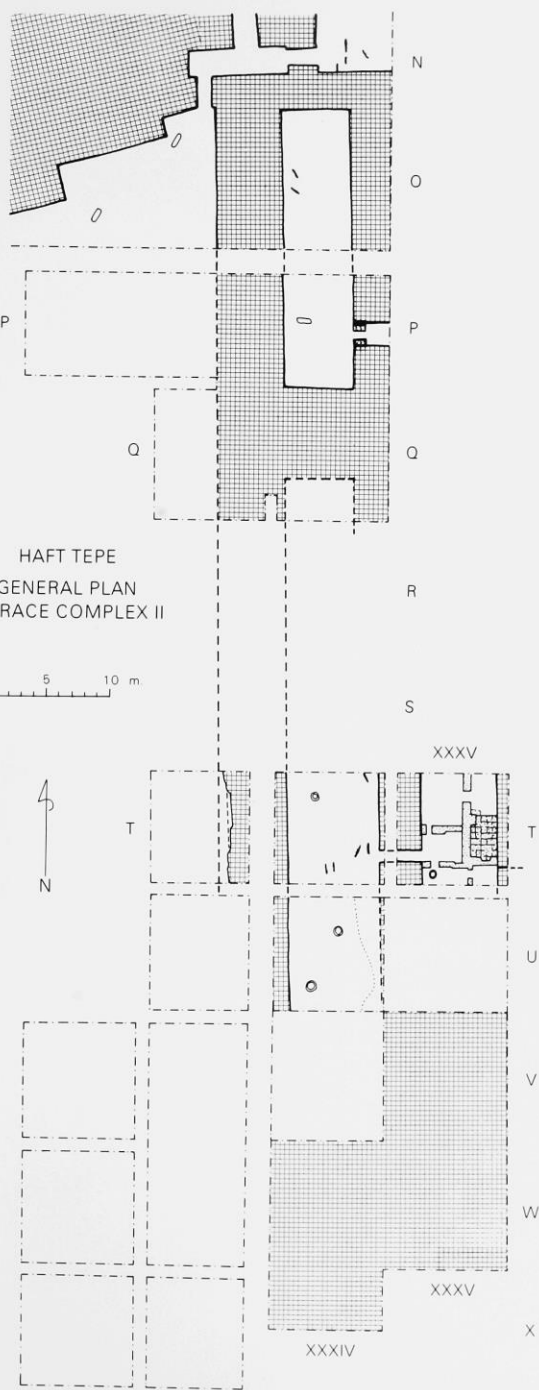 N
O
P P
Q Q
HAFT TEPE
GENERAL PLAN
R
RACE COMPLEX II
5 10 m.
S
XXXV
T T
N
U
V
W
XXXV
X
XXXIV